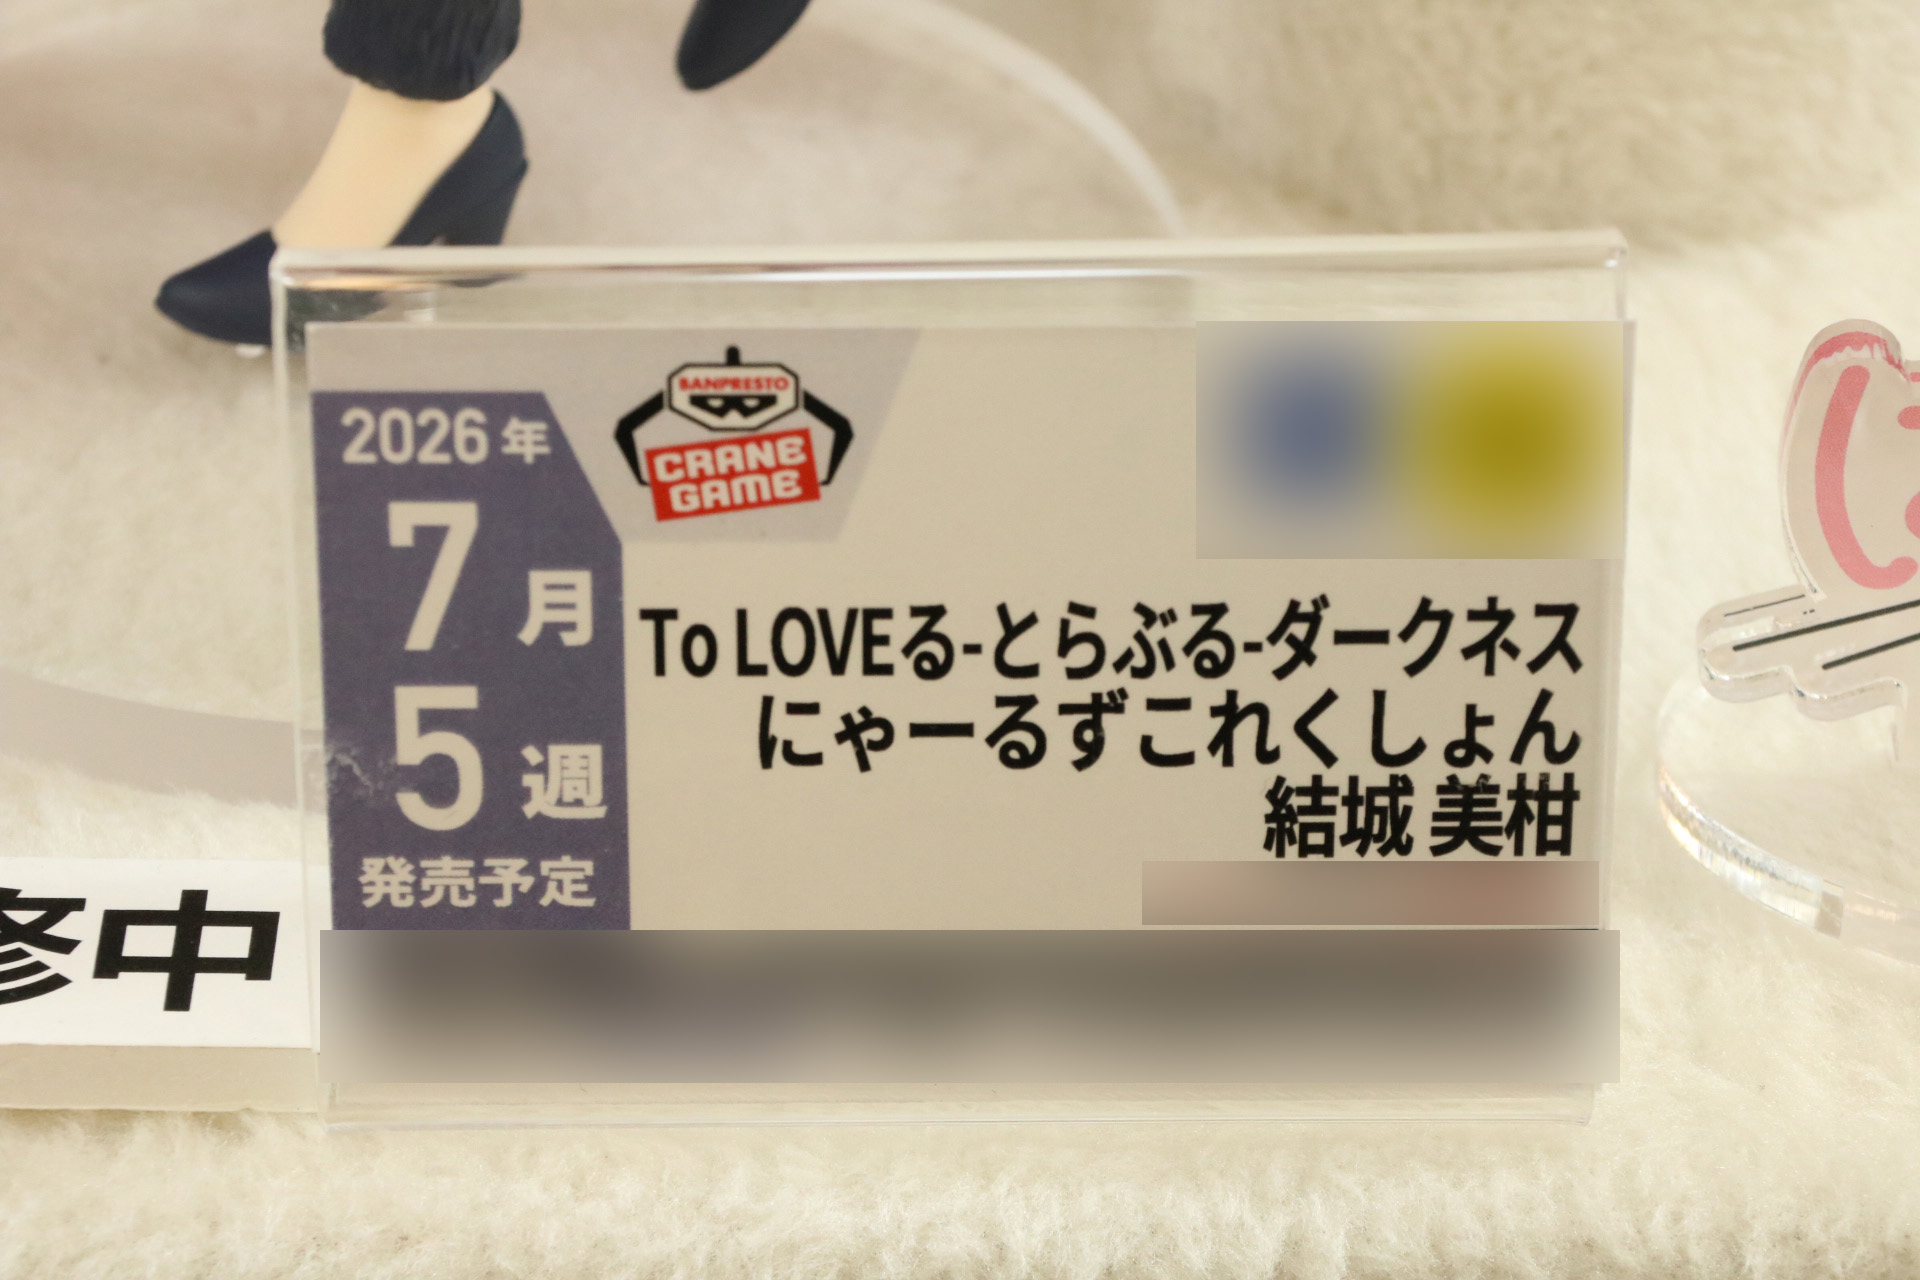 2026年
7月
5週
発売予定
BANPRESTO
CRANE
GAME
To LOVEる-とらぶる-ダークネス
にゃーるずこれくしょん
結城 美柑
修中